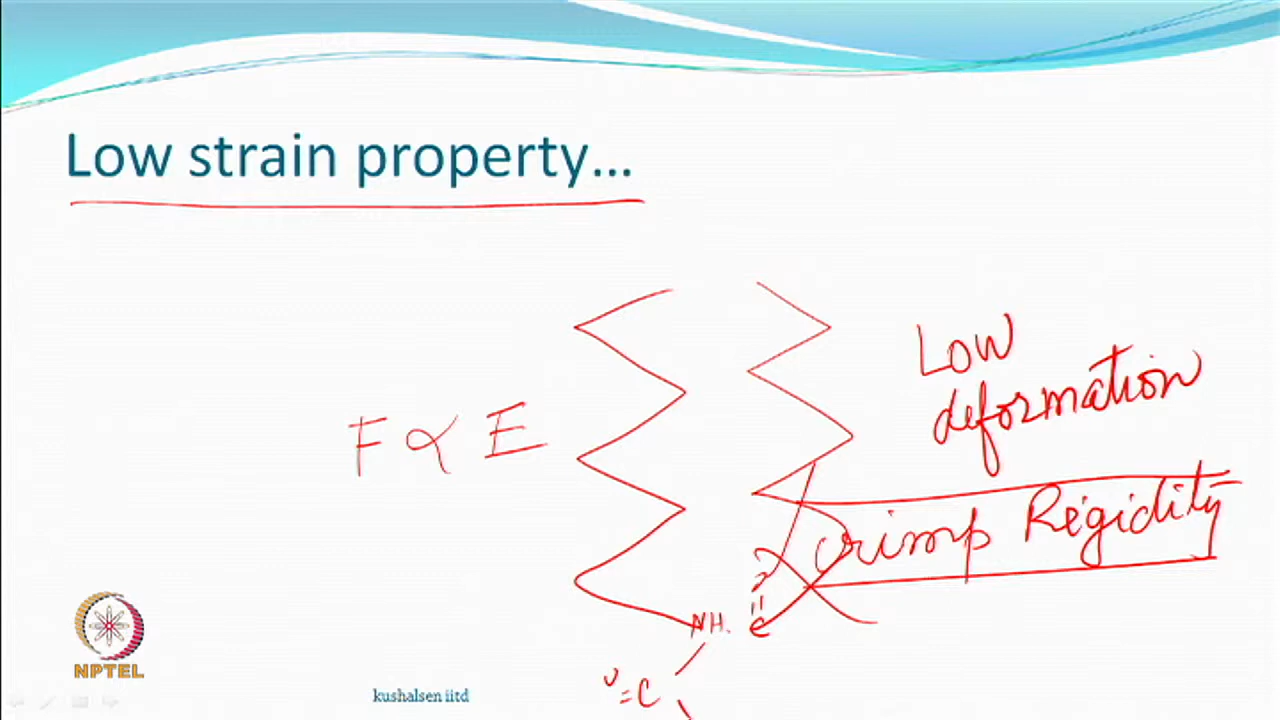 Low strain property...
Low
deformation
F ∝ E
crimp Rigidity
NH.
C
=C
NPTEL
kushalsen iitd